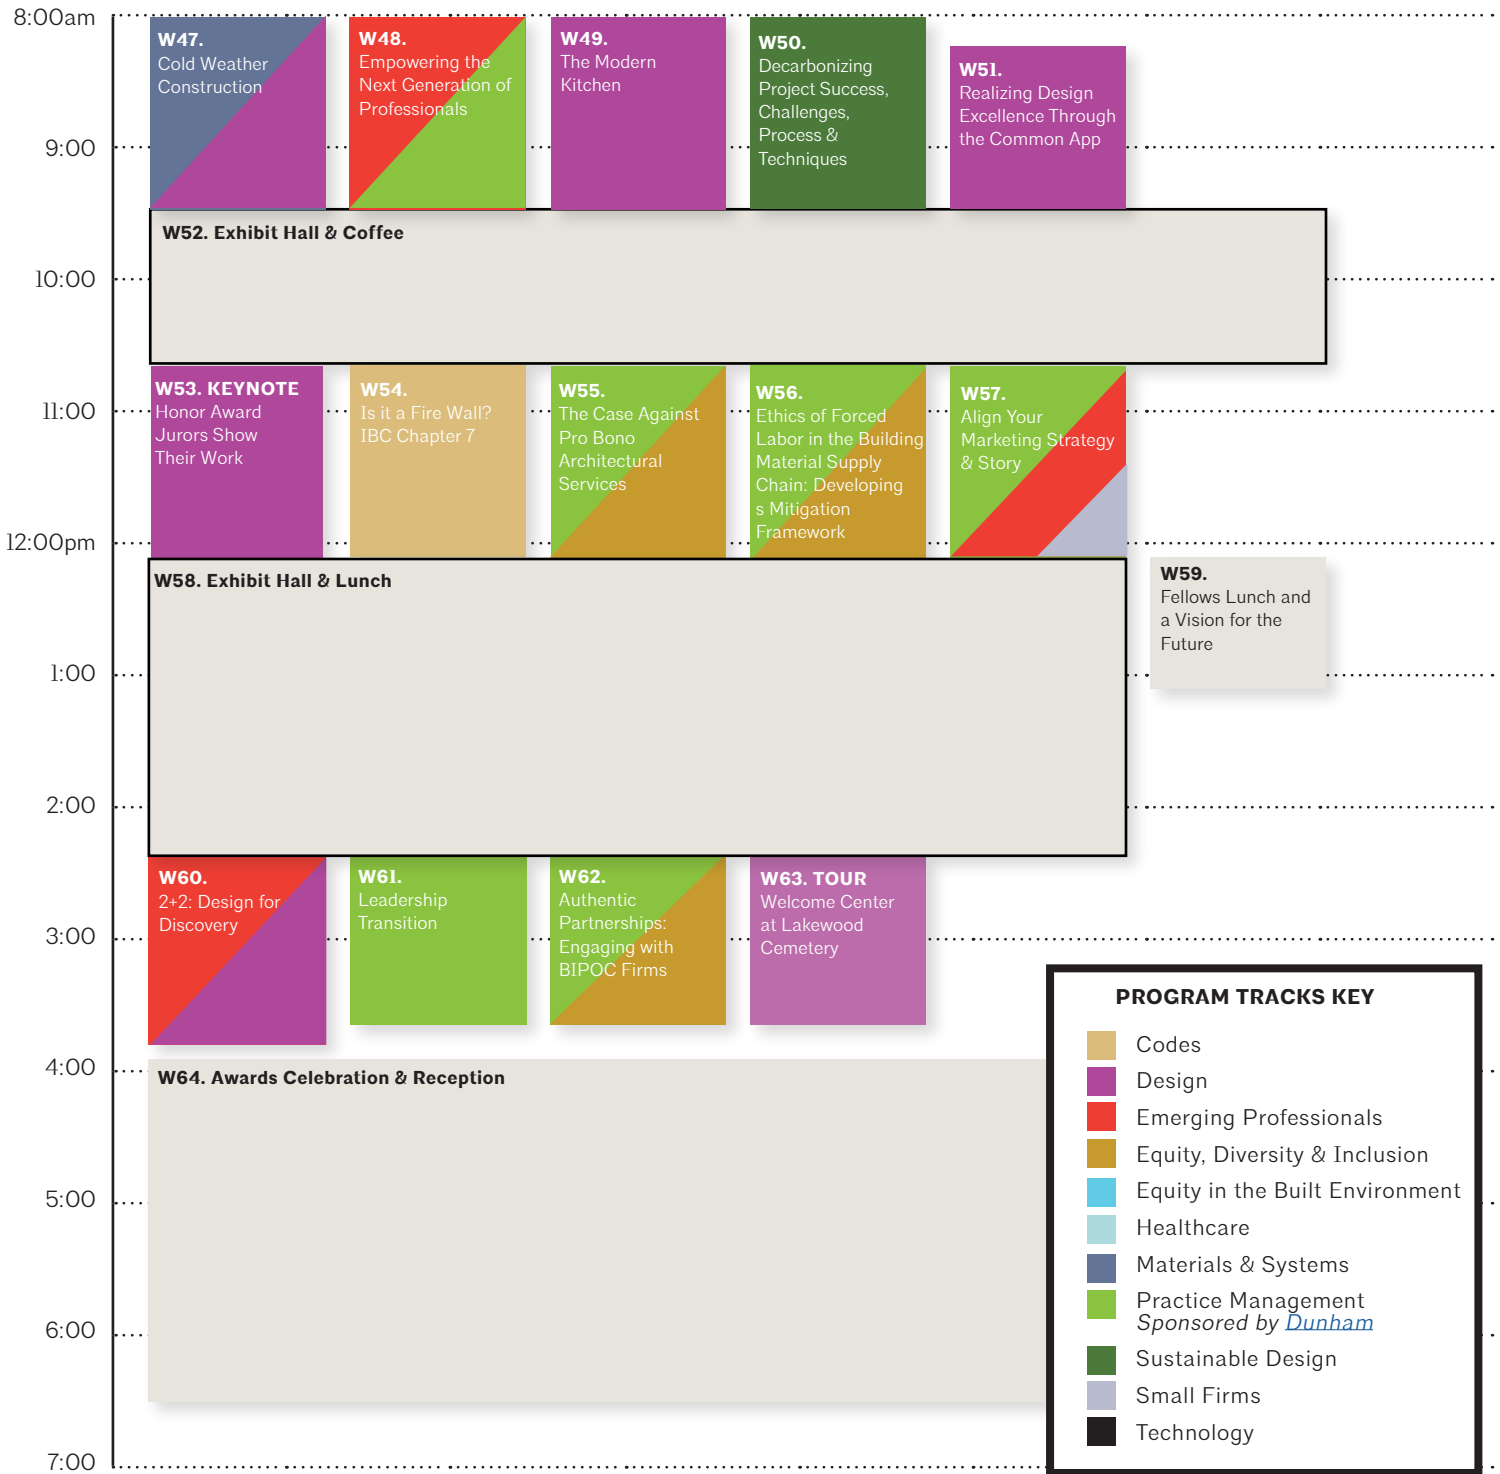 8:00am
W47.
Cold Weather
Construction
W48.
Empowering the
Next Generation of
Professionals
W49.
The Modern
Kitchen
W50.
Decarbonizing
Project Success,
Challenges,
Process &
Techniques
W51.
Realizing Design
Excellence Through
the Common App
9:00
W52. Exhibit Hall & Coffee
10:00
W53. KEYNOTE
Honor Award
Jurors Show
Their Work
W54.
Is it a Fire Wall?
IBC Chapter 7
W55.
The Case Against
Pro Bono
Architectural
Services
W56.
Ethics of Forced
Labor in the Building
Material Supply
Chain: Developing
s Mitigation
Framework
W57.
Align Your
Marketing Strategy
& Story
11:00
12:00pm
W58. Exhibit Hall & Lunch
W59.
Fellows Lunch and
a Vision for the
Future
1:00
2:00
W60.
2+2: Design for
Discovery
W61.
Leadership
Transition
W62.
Authentic
Partnerships:
Engaging with
BIPOC Firms
W63. TOUR
Welcome Center
at Lakewood
Cemetery
3:00
4:00
W64. Awards Celebration & Reception
5:00
6:00
7:00
PROGRAM TRACKS KEY
Codes
Design
Emerging Professionals
Equity, Diversity & Inclusion
Equity in the Built Environment
Healthcare
Materials & Systems
Practice Management
Sponsored by Dunham
Sustainable Design
Small Firms
Technology